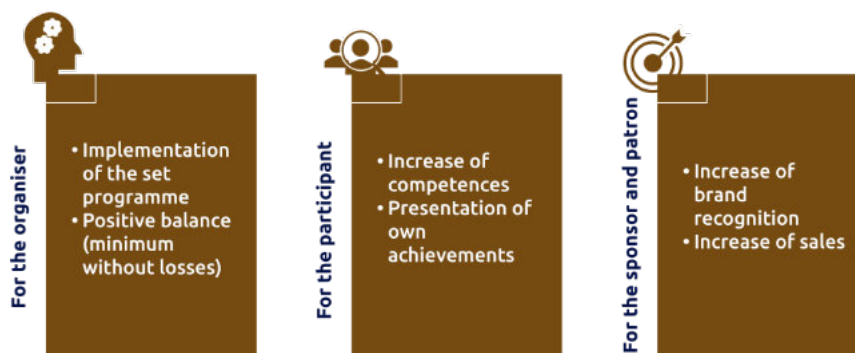 For the organiser
• Implementation
of the set
programme
• Positive balance
(minimum
without losses)
For the participant
• Increase of
competences
• Presentation of
own
achievements
For the sponsor and patron
• Increase of
brand
recognition
• Increase of sales